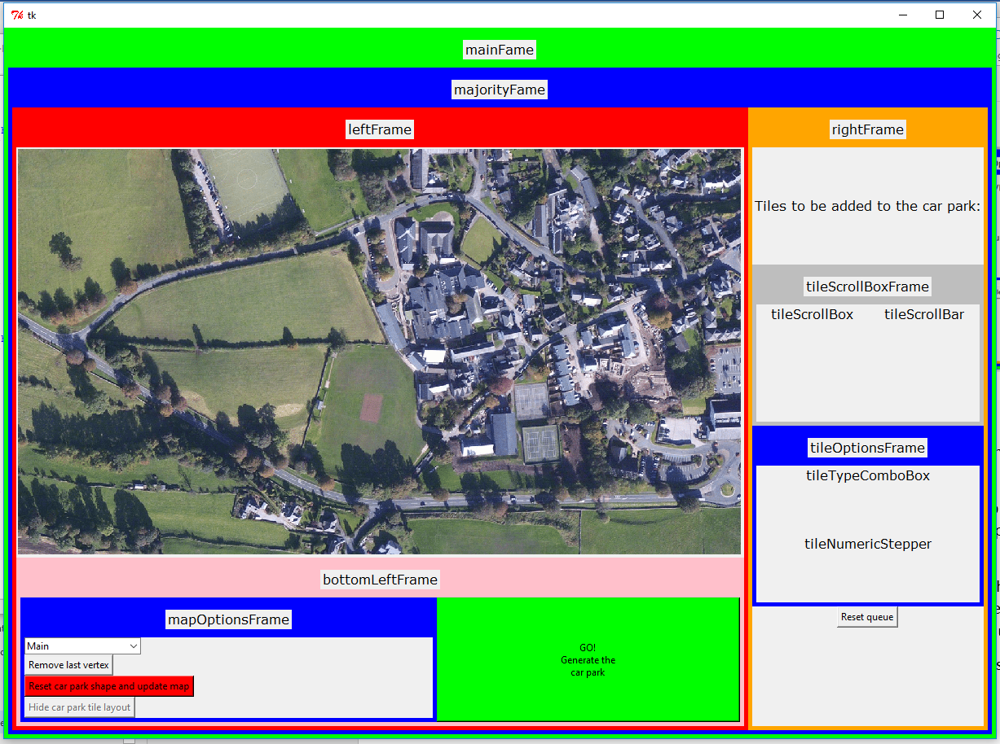 tk
mainFame
majorityFame
leftFrame
rightFrame
Tiles to be added to the car park:
tileScrollBoxFrame
tileScrollBox tileScrollBar
tileOptionsFrame
tileTypeComboBox
tileNumericStepper
Reset queue
bottomLeftFrame
mapOptionsFrame
Main
Remove last vertex
Reset car park shape and update map
Hide car park tile layout
GO!
Generate the
car park